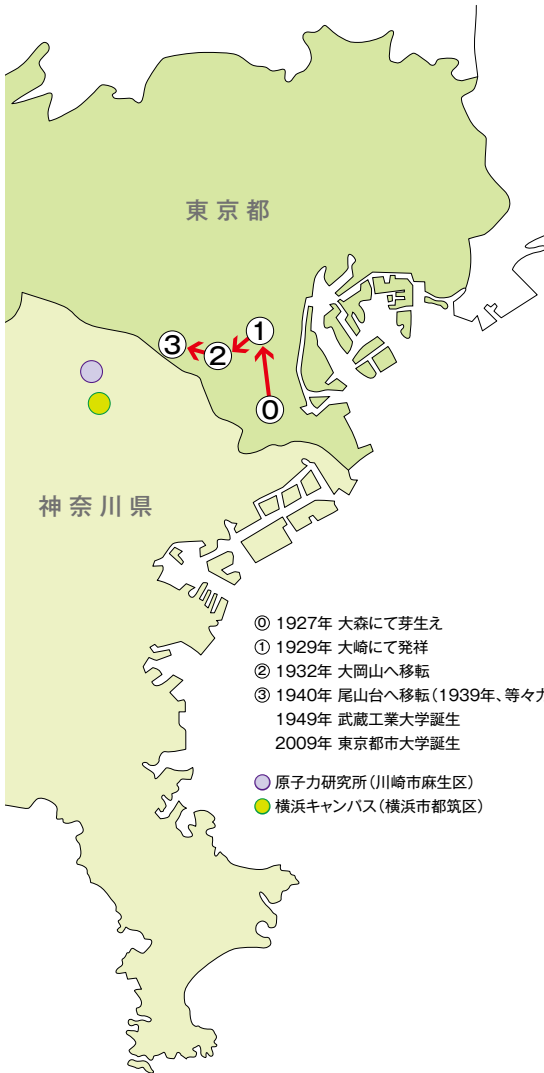 東京都
3
2
1
0
神奈川県
⓪ 1927年 大森にて芽生え
① 1929年 大崎にて発祥
② 1932年 大岡山へ移転
③ 1940年 尾山台へ移転(1939年、等々力
1949年 武蔵工業大学誕生
2009年 東京都市大学誕生
原子力研究所(川崎市麻生区)
横浜キャンパス(横浜市都筑区)